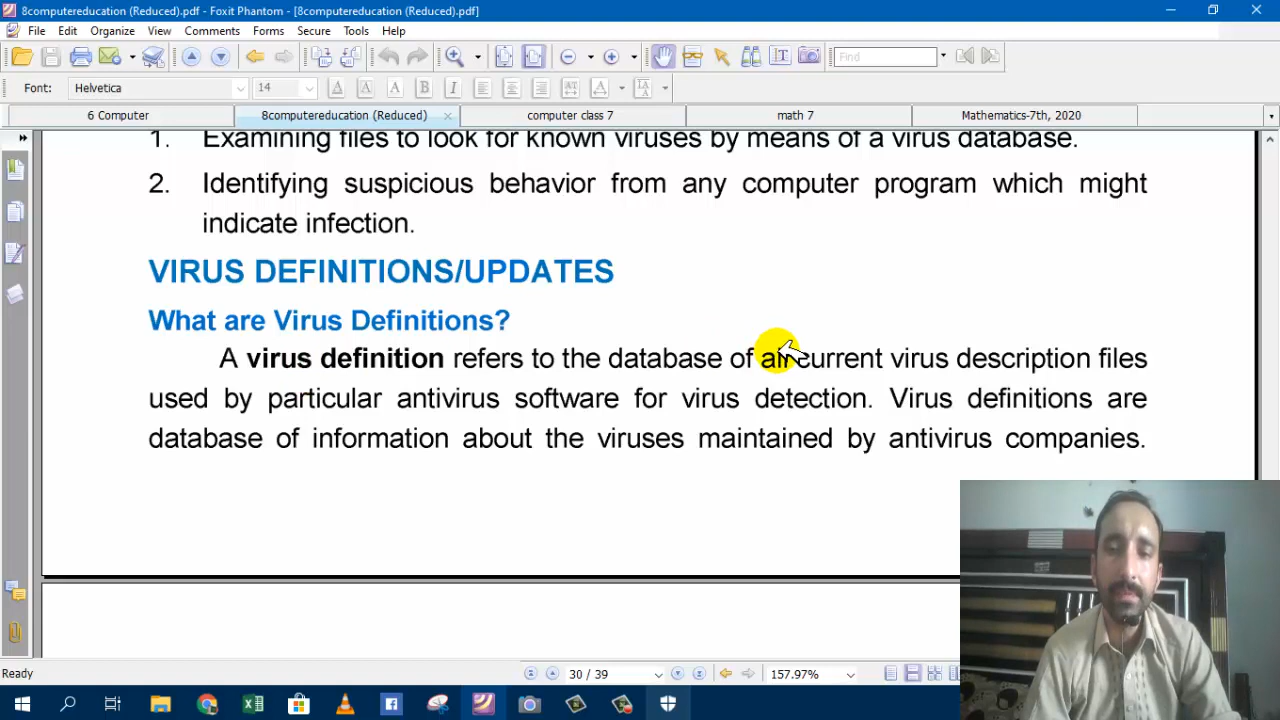 8computereducation (Reduced).pdf - Foxit Phantom - [8computereducation (Reduced).pdf]
File Edit Organize View Comments Forms Secure Tools Help
Find
Font: Helvetica 14
6 Computer 8computereducation (Reduced) computer class 7 math 7 Mathematics-7th, 2020
1. Examining files to look for known viruses by means of a virus database.
2. Identifying suspicious behavior from any computer program which might
indicate infection.
VIRUS DEFINITIONS/UPDATES
What are Virus Definitions?
A virus definition refers to the database of all current virus description files
used by particular antivirus software for virus detection. Virus definitions are
database of information about the viruses maintained by antivirus companies.
Ready 30 / 39 157.97%